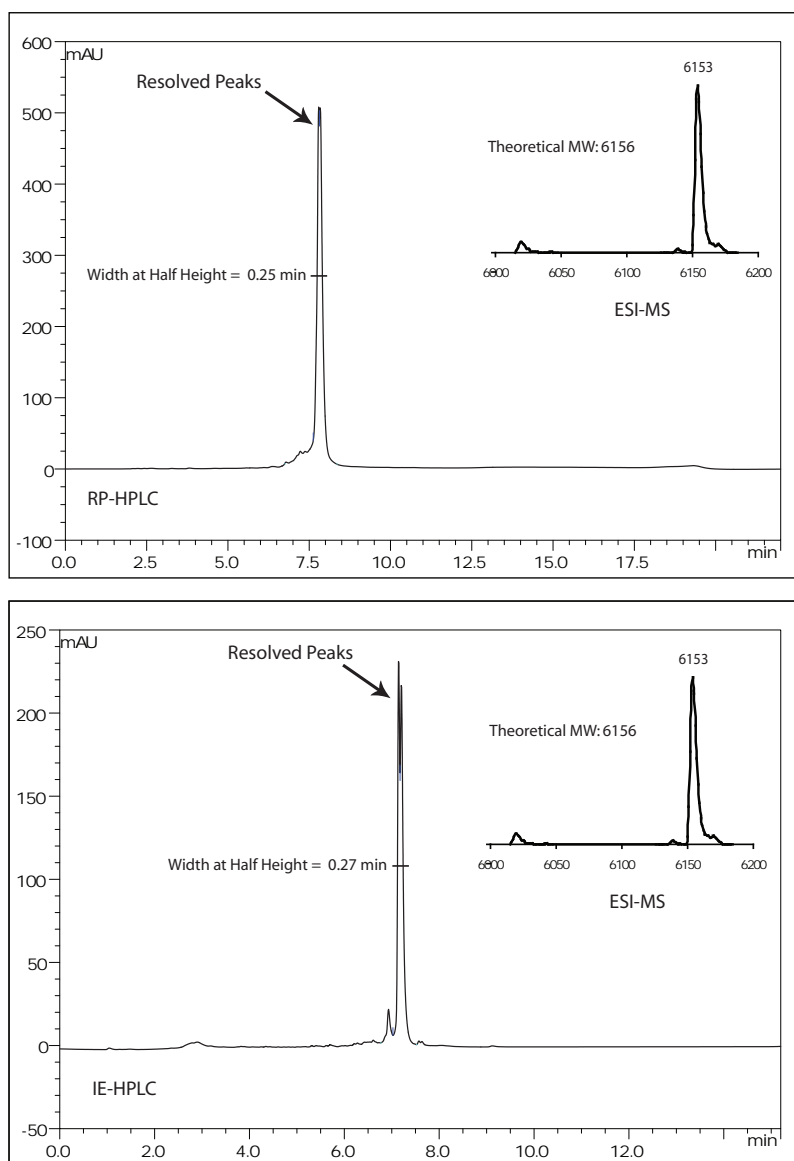 600
mAU
Resolved Peaks
6153
500
Theoretical MW: 6156
400
300
Width at Half Height = 0.25 min
6050
6100
6150
6200
ESI-MS
200
100
0
RP-HPLC
-100
min
0.0
2.5
5.0
7.5
10.0
12.5
15.0
17.5
250
mAU
Resolved Peaks
6153
200
Theoretical MW: 6156
150
Width at Half Height = 0.27 min
6050
6100
6150
6200
ESI-MS
100
50
0
IE-HPLC
-50
min
0.0
2.0
4.0
6.0
8.0
10.0
12.0